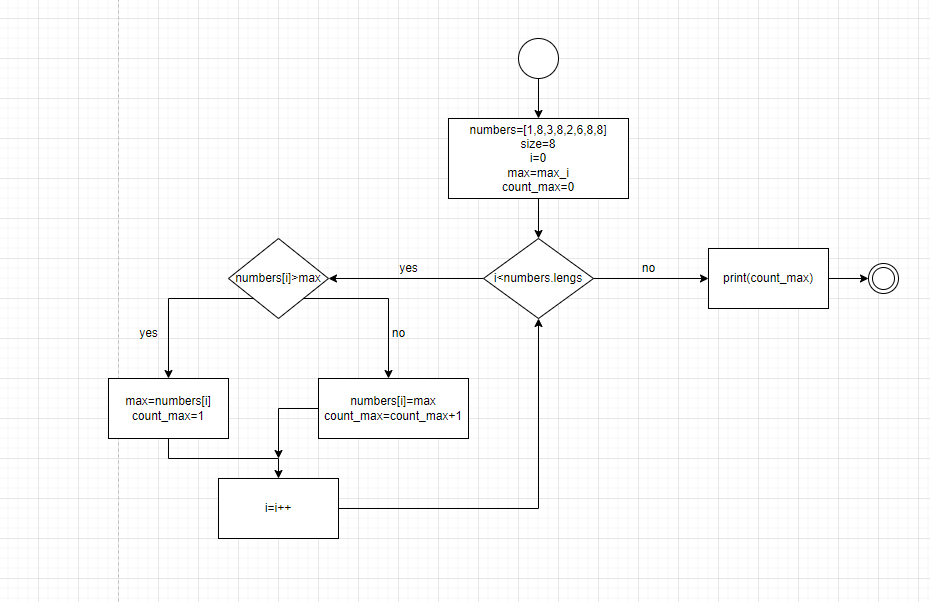 numbers=[1,8,3,8,2,6,8,8]
size=8
i=0
max=max_i
count_max=0
numbers[i]>max
yes
i<numbers.lengs
no
print(count_max)
yes
no
max=numbers[i]
count_max=1
numbers[i]=max
count_max=count_max+1
i=i++